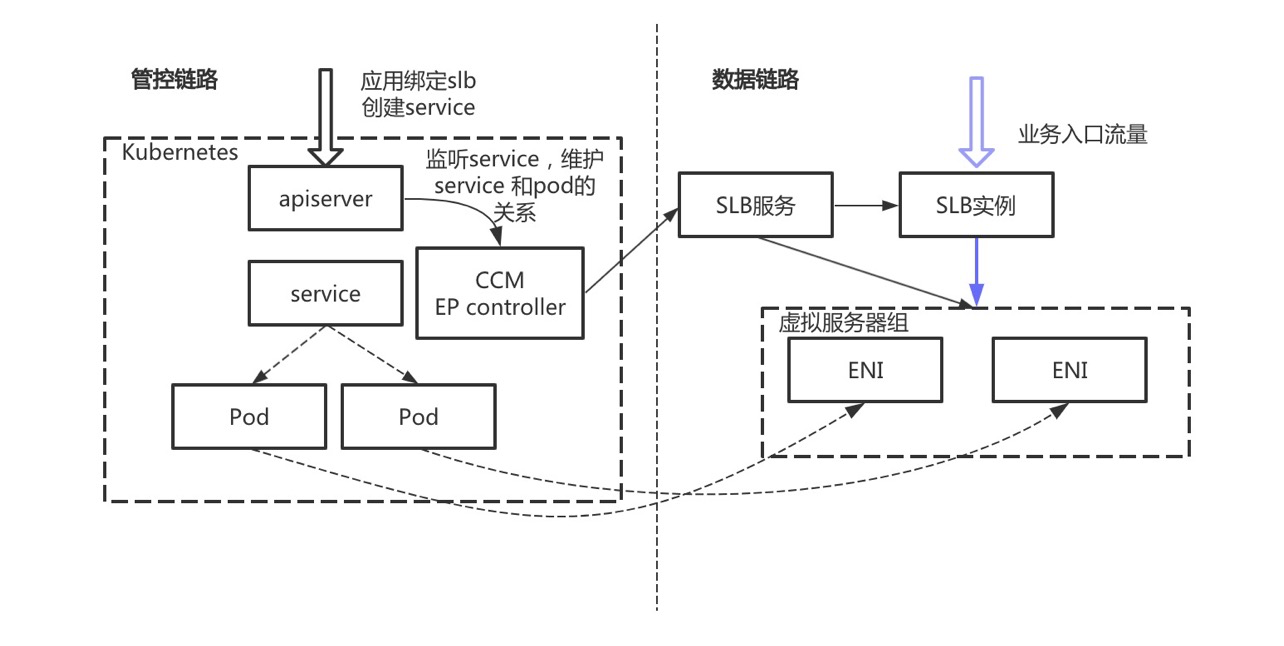 管控链路
应用绑定slb
创建service
Kubernetes
apiserver
监听service，维护
service 和pod的
关系
service
CCM
EP controller
Pod
Pod
数据链路
业务入口流量
SLB服务
SLB实例
虚拟服务器组
ENI
ENI